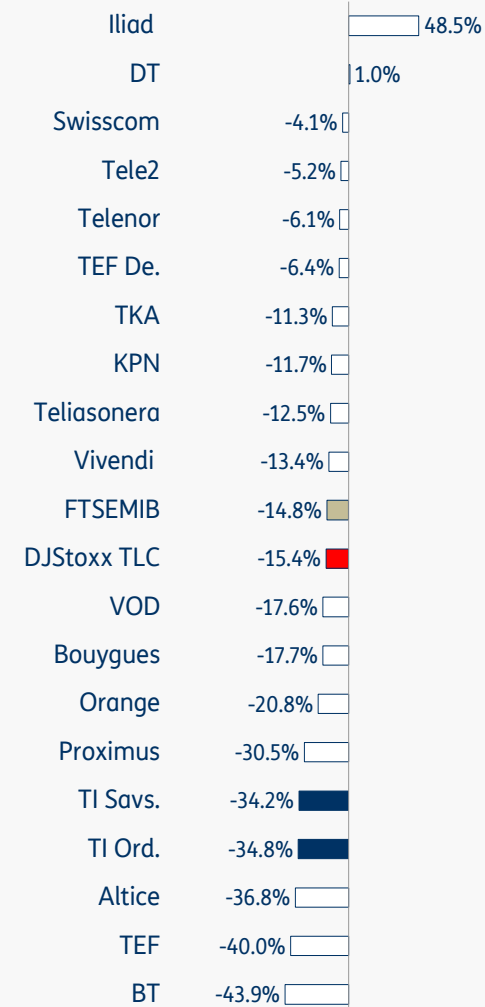 Iliad 48.5%
DT 1.0%
Swisscom -4.1%
Tele2 -5.2%
Telenor -6.1%
TEF De. -6.4%
TKA -11.3%
KPN -11.7%
Teliasonera -12.5%
Vivendi -13.4%
FTSEMIB -14.8%
DJStoxx TLC -15.4%
VOD -17.6%
Bouygues -17.7%
Orange -20.8%
Proximus -30.5%
TI Savs. -34.2%
TI Ord. -34.8%
Altice -36.8%
TEF -40.0%
BT -43.9%